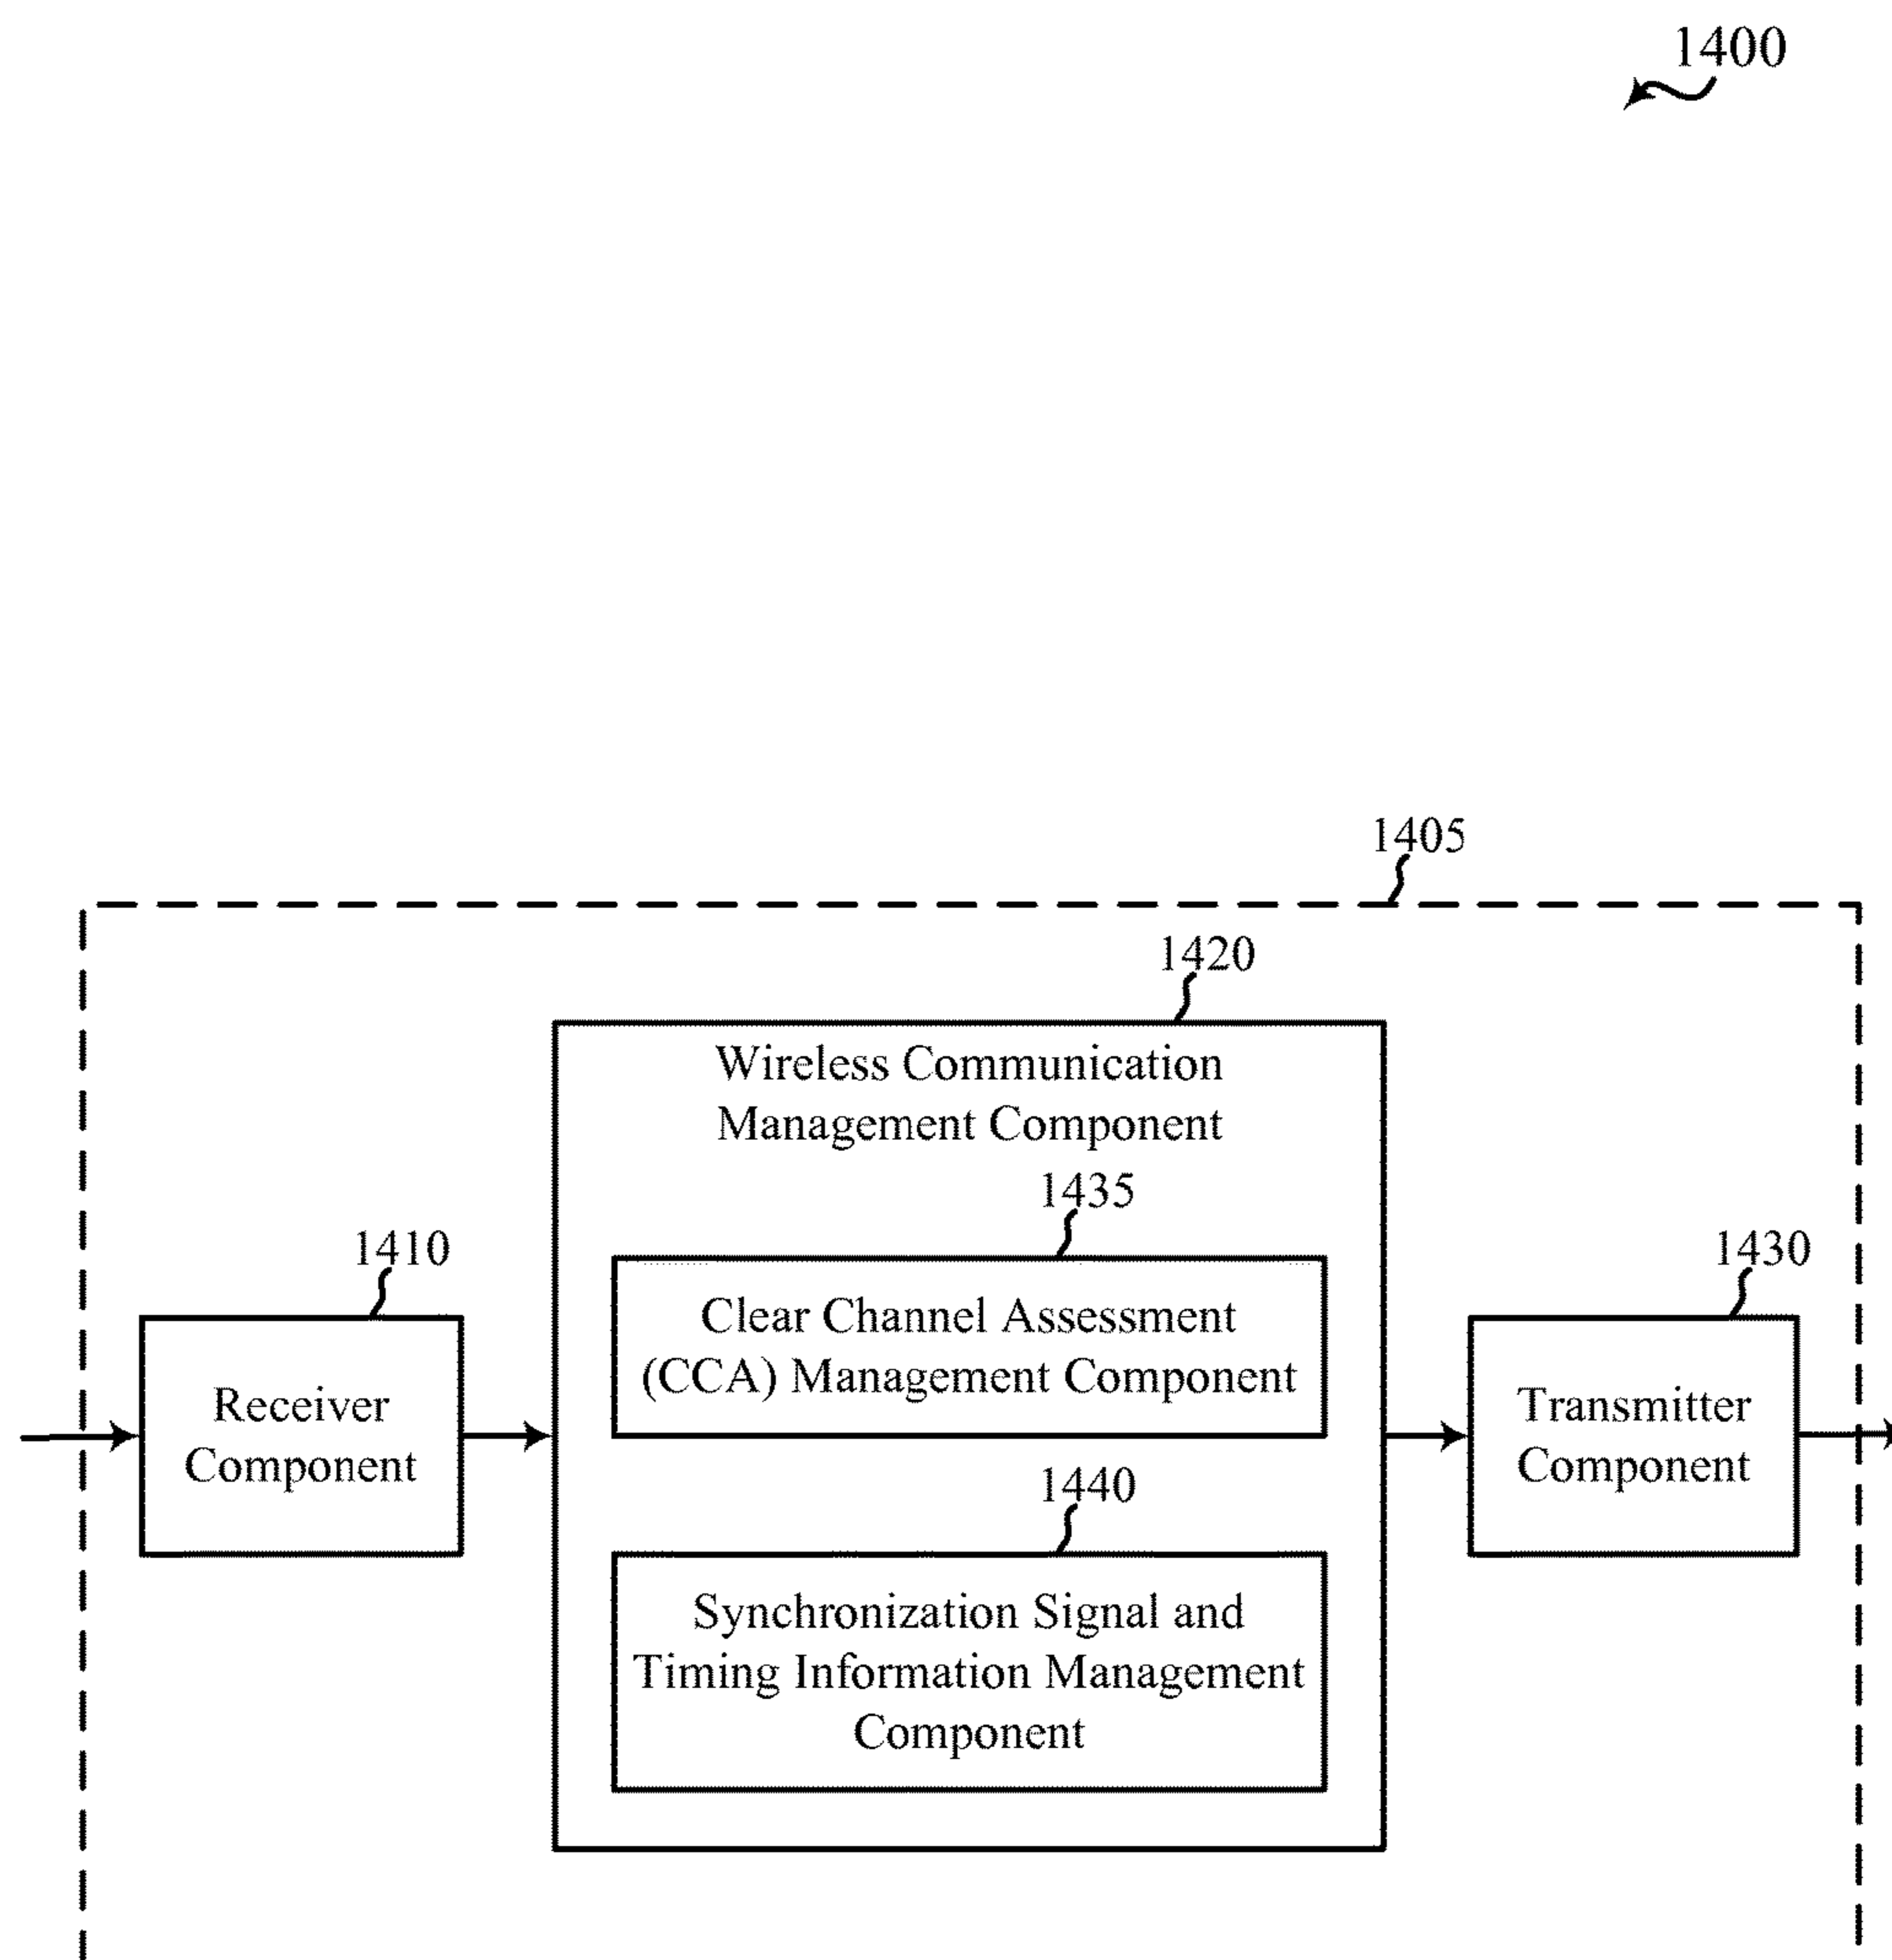 1400
1405
1420
Wireless Communication
Management Component
1435
Clear Channel Assessment
(CCA) Management Component
1410
Receiver
Component
1430
Transmitter
Component
1440
Synchronization Signal and
Timing Information Management
Component